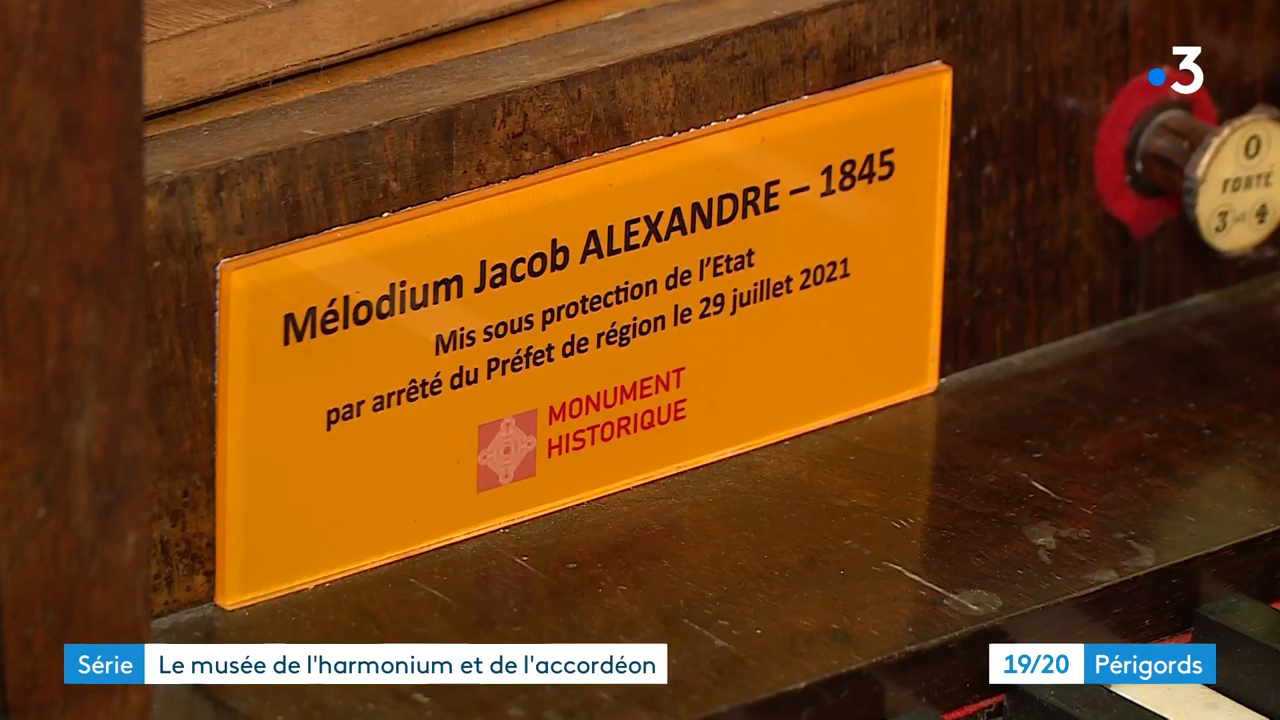 3
O
FORTE
3 et 4
Mélodium Jacob ALEXANDRE – 1845
Mis sous protection de l'Etat
par arrêté du Préfet de région le 29 juillet 2021
MONUMENT
HISTORIQUE
Série Le musée de l'harmonium et de l'accordéon
19/20 Périgords